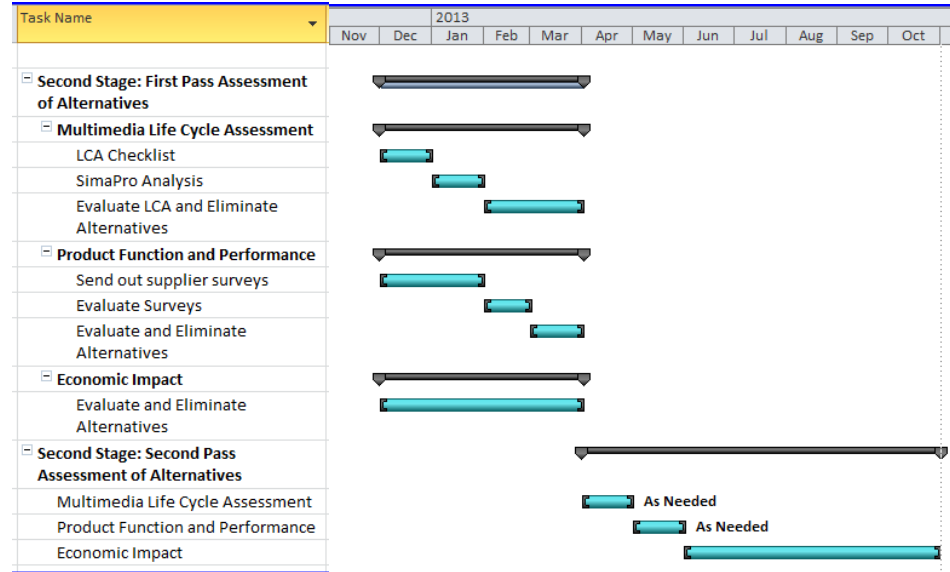 Task Name
2013
Nov Dec Jan Feb Mar Apr May Jun Jul Aug Sep Oct
Second Stage: First Pass Assessment
of Alternatives
Multimedia Life Cycle Assessment
LCA Checklist
SimaPro Analysis
Evaluate LCA and Eliminate
Alternatives
Product Function and Performance
Send out supplier surveys
Evaluate Surveys
Evaluate and Eliminate
Alternatives
Economic Impact
Evaluate and Eliminate
Alternatives
Second Stage: Second Pass
Assessment of Alternatives
Multimedia Life Cycle Assessment As Needed
Product Function and Performance As Needed
Economic Impact